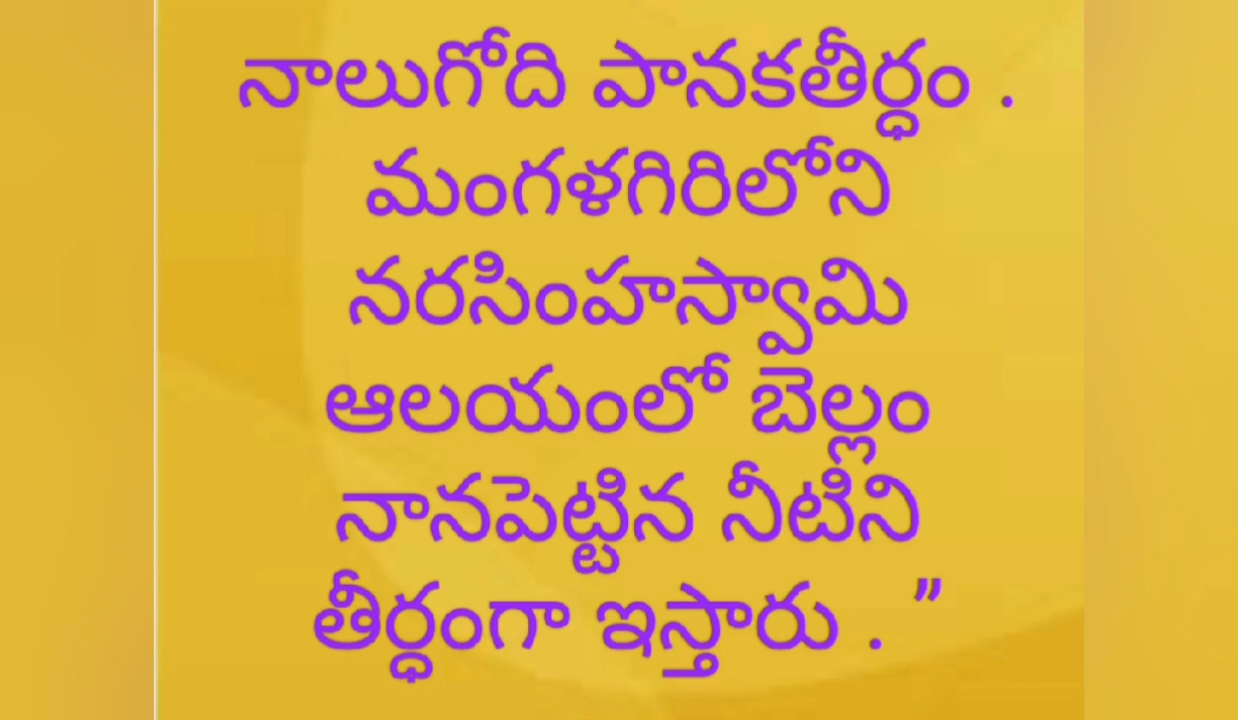 నాలుగోది పానకతీర్ధం .
మంగళగిరిలోని
నరసింహస్వామి
ఆలయంలో బెల్లం
నానపెట్టిన నీటిని
తీర్ధంగా ఇస్తారు . ”